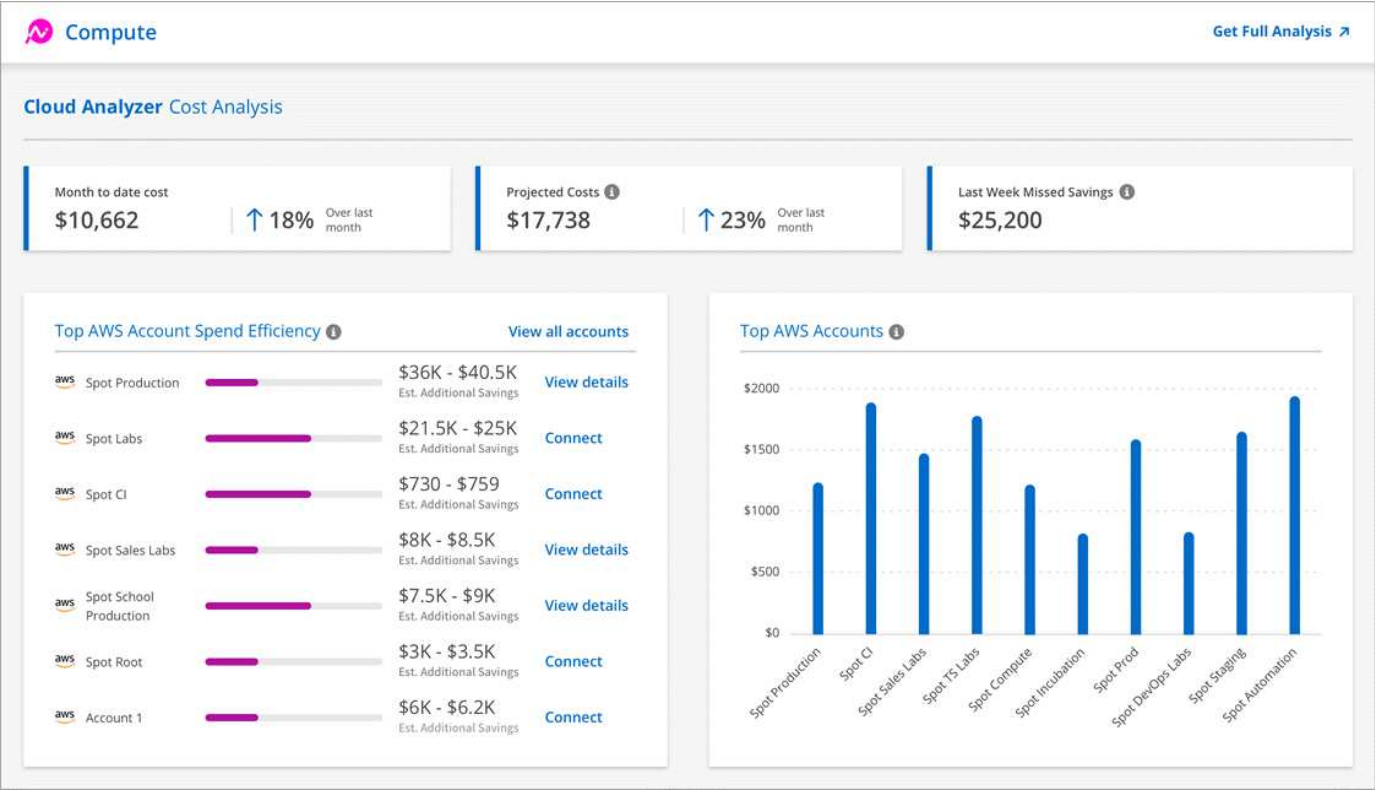 Compute
Get Full Analysis ↗
Cloud Analyzer Cost Analysis
Month to date cost
$10,662
↑ 18%
Over last
month
Projected Costs
$17,738
↑ 23%
Over last
month
Last Week Missed Savings
$25,200
Top AWS Account Spend Efficiency
View all accounts
aws Spot Production
$36K - $40.5K
Est. Additional Savings
View details
aws Spot Labs
$21.5K - $25K
Est. Additional Savings
Connect
aws Spot CI
$730 - $759
Est. Additional Savings
Connect
aws Spot Sales Labs
$8K - $8.5K
Est. Additional Savings
View details
aws Spot School
Production
$7.5K - $9K
Est. Additional Savings
View details
aws Spot Root
$3K - $3.5K
Est. Additional Savings
Connect
aws Account 1
$6K - $6.2K
Est. Additional Savings
Connect
Top AWS Accounts
$2000
$1500
$1000
$500
$0
Spot Production
Spot CI
Spot Sales Labs
Spot TS Labs
Spot Compute
Spot Incubation
Spot Prod
Spot DevOps Labs
Spot Staging
Spot Automation